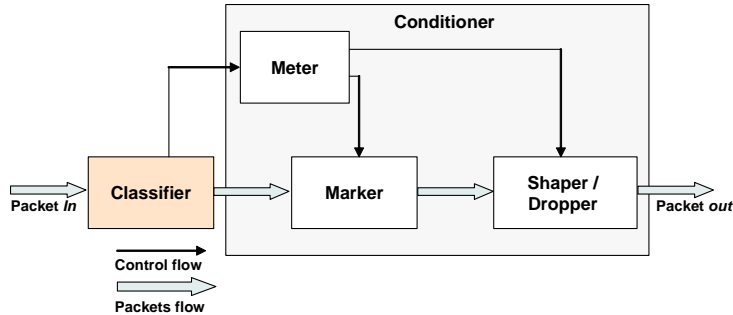 Conditioner
Meter
Classifier
Marker
Shaper /
Dropper
Packet In
Packet out
Control flow
Packets flow